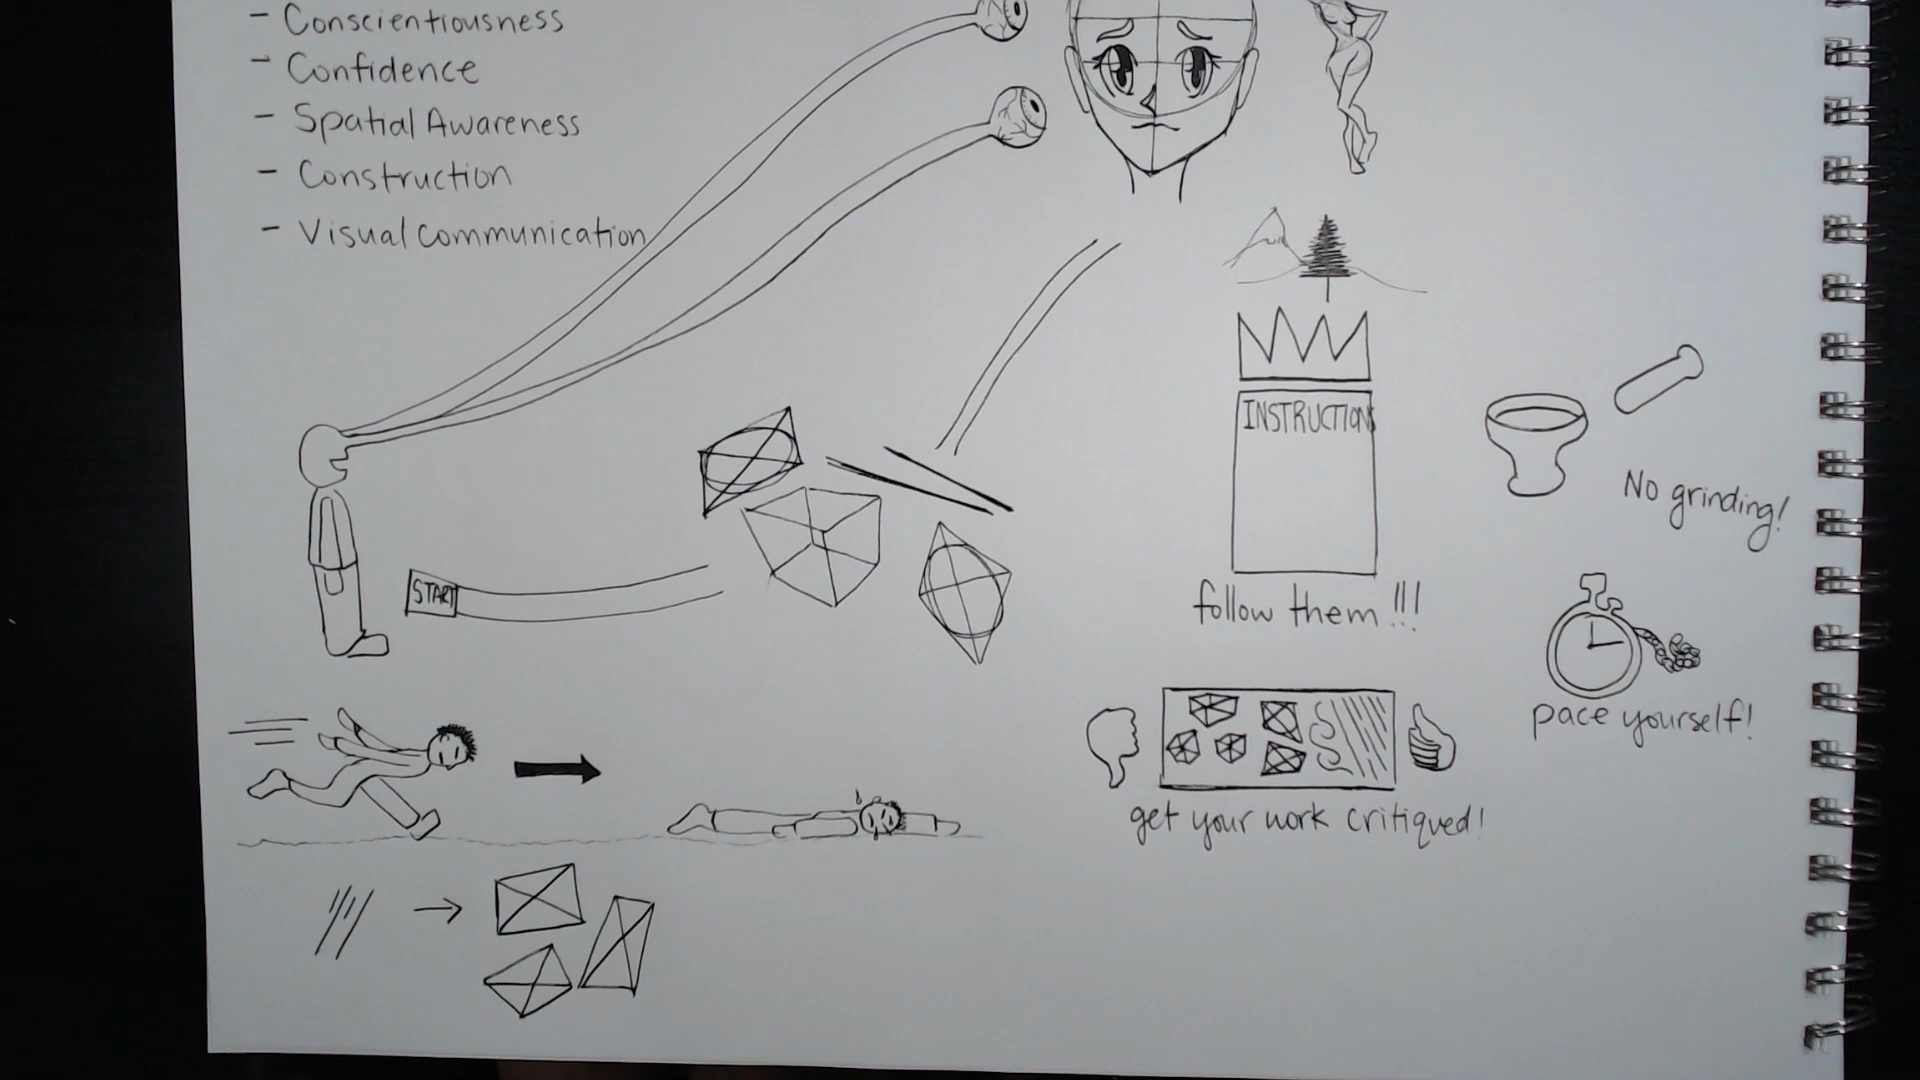 - Conscientiousness
- Confidence
- Spatial Awareness
- Construction
- Visual communication
START
INSTRUCTIONS
follow them!!!
No grinding!
pace yourself!
get your work critiqued!